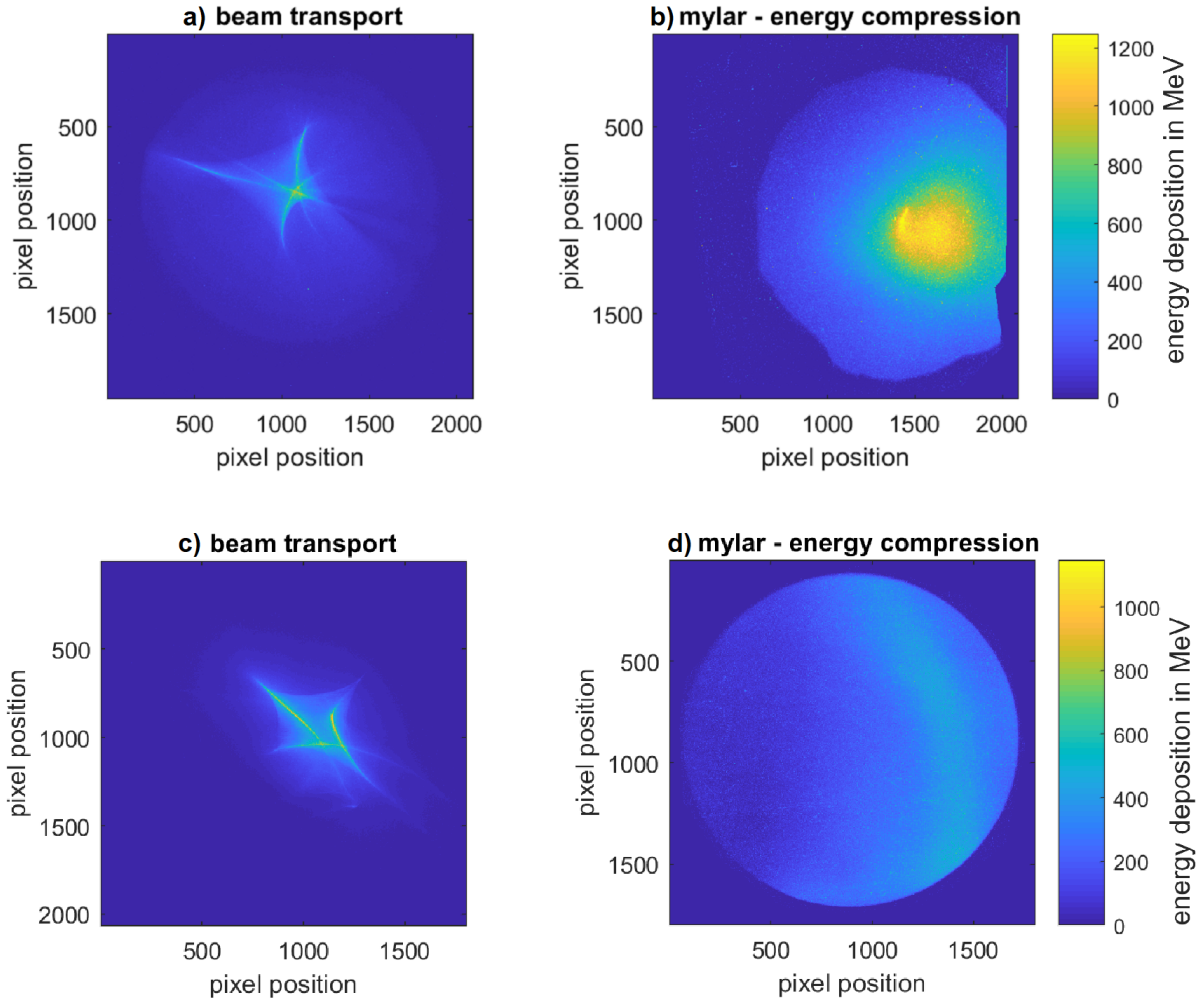 a) beam transport
b) mylar - energy compression
pixel position
500
1000
1500
500
1000
1500
2000
pixel position
pixel position
500
1000
1500
500
1000
1500
2000
pixel position
1200
1000
800
600
400
200
0
energy deposition in MeV
c) beam transport
d) mylar - energy compression
pixel position
500
1000
1500
2000
500
1000
1500
pixel position
pixel position
500
1000
1500
500
1000
1500
pixel position
1000
800
600
400
200
0
energy deposition in MeV